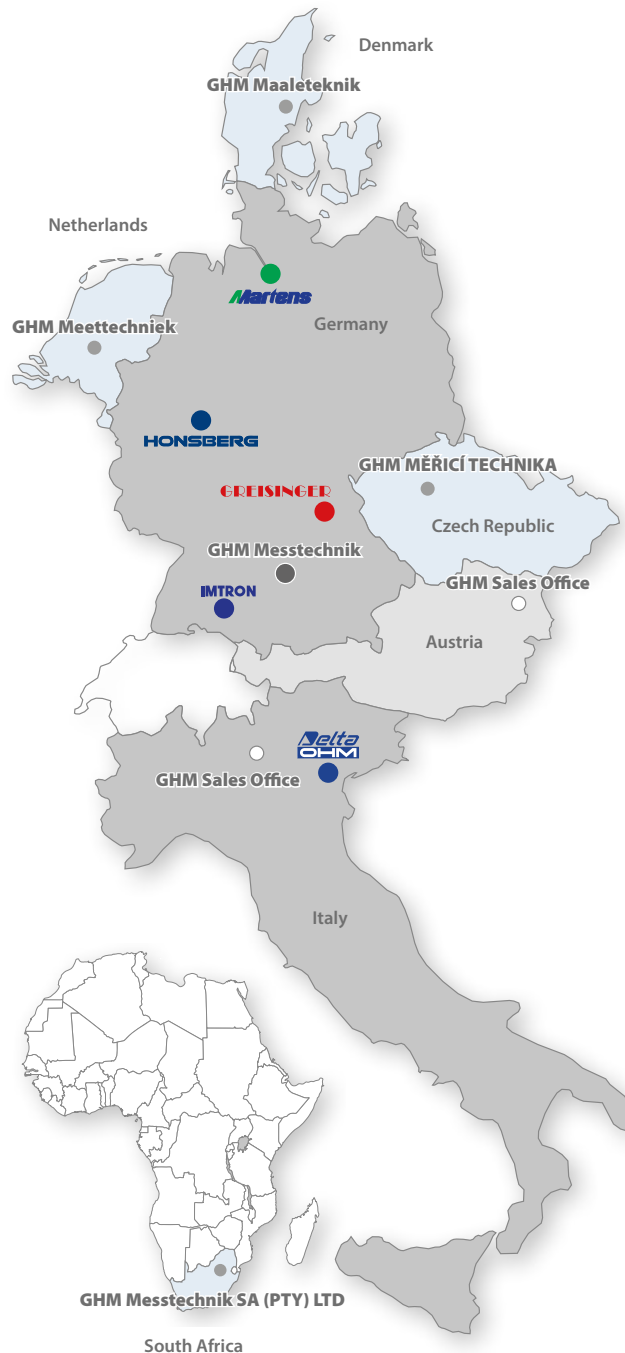 Denmark
GHM Maaleteknik
Netherlands
Martens
GHM Meettechniek
Germany
HONSBERG
GHM MĚŘICÍ TECHNIKA
GREISINGER
Czech Republic
GHM Messtechnik
GHM Sales Office
IMTRON
Austria
Delta
OHM
GHM Sales Office
Italy
GHM Messtechnik SA (PTY) LTD
South Africa